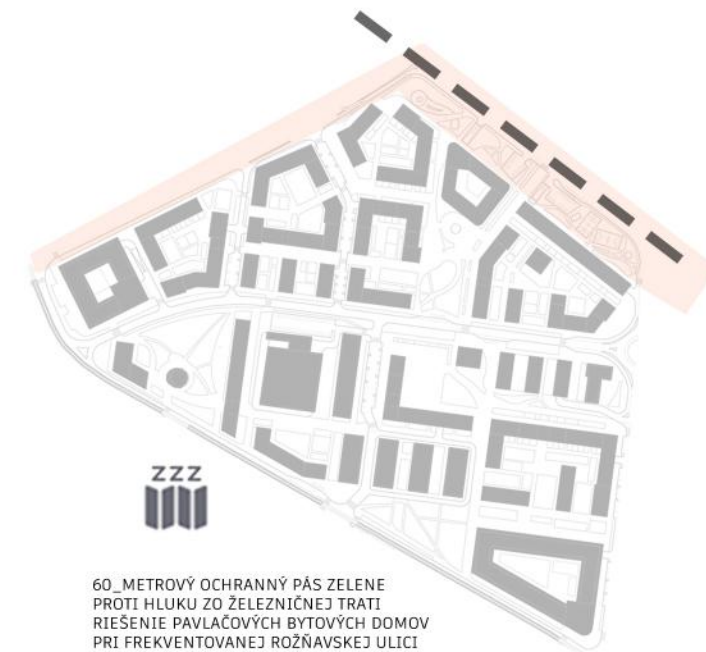 ZZZ
60_METROVÝ OCHRANNÝ PÁS ZELENE
PROTI HLUKU ZO ŽELEZNIČNEJ TRATI
RIEŠENIE PAVLAČOVÝCH BYTOVÝCH DOMOV
PRI FREKVENTOVANEJ ROŽŇAVSKEJ ULICI